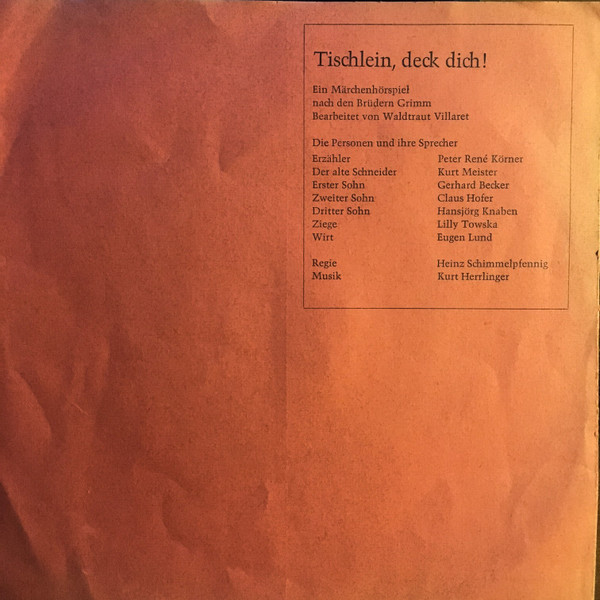 Tischlein, deck dich!
Ein Märchenhörspiel
nach den Brüdern Grimm
Bearbeitet von Waldtraut Villaret
Die Personen und ihre Sprecher
Erzähler Peter René Körner
Der alte Schneider Kurt Meister
Erster Sohn Gerhard Becker
Zweiter Sohn Claus Hofer
Dritter Sohn Hansjörg Knaben
Ziege Lilly Towska
Wirt Eugen Lund
Regie Heinz Schimmelpfennig
Musik Kurt Herrlinger